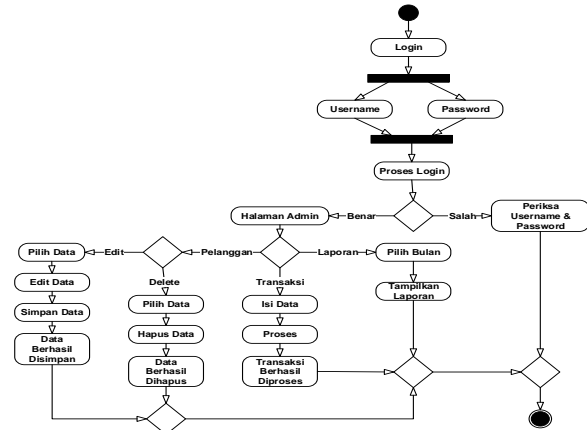 Login
Username
Password
Proses Login
Halaman Admin
Benar
Salah
Periksa
Username &
Password
Pilih Data
Edit
Pelanggan
Laporan
Pilih Bulan
Edit Data
Delete
Transaksi
Simpan Data
Pilih Data
Isi Data
Tampilkan
Laporan
Data
Berhasil
Disimpan
Hapus Data
Proses
Data
Berhasil
Dihapus
Transaksi
Berhasil
Diproses